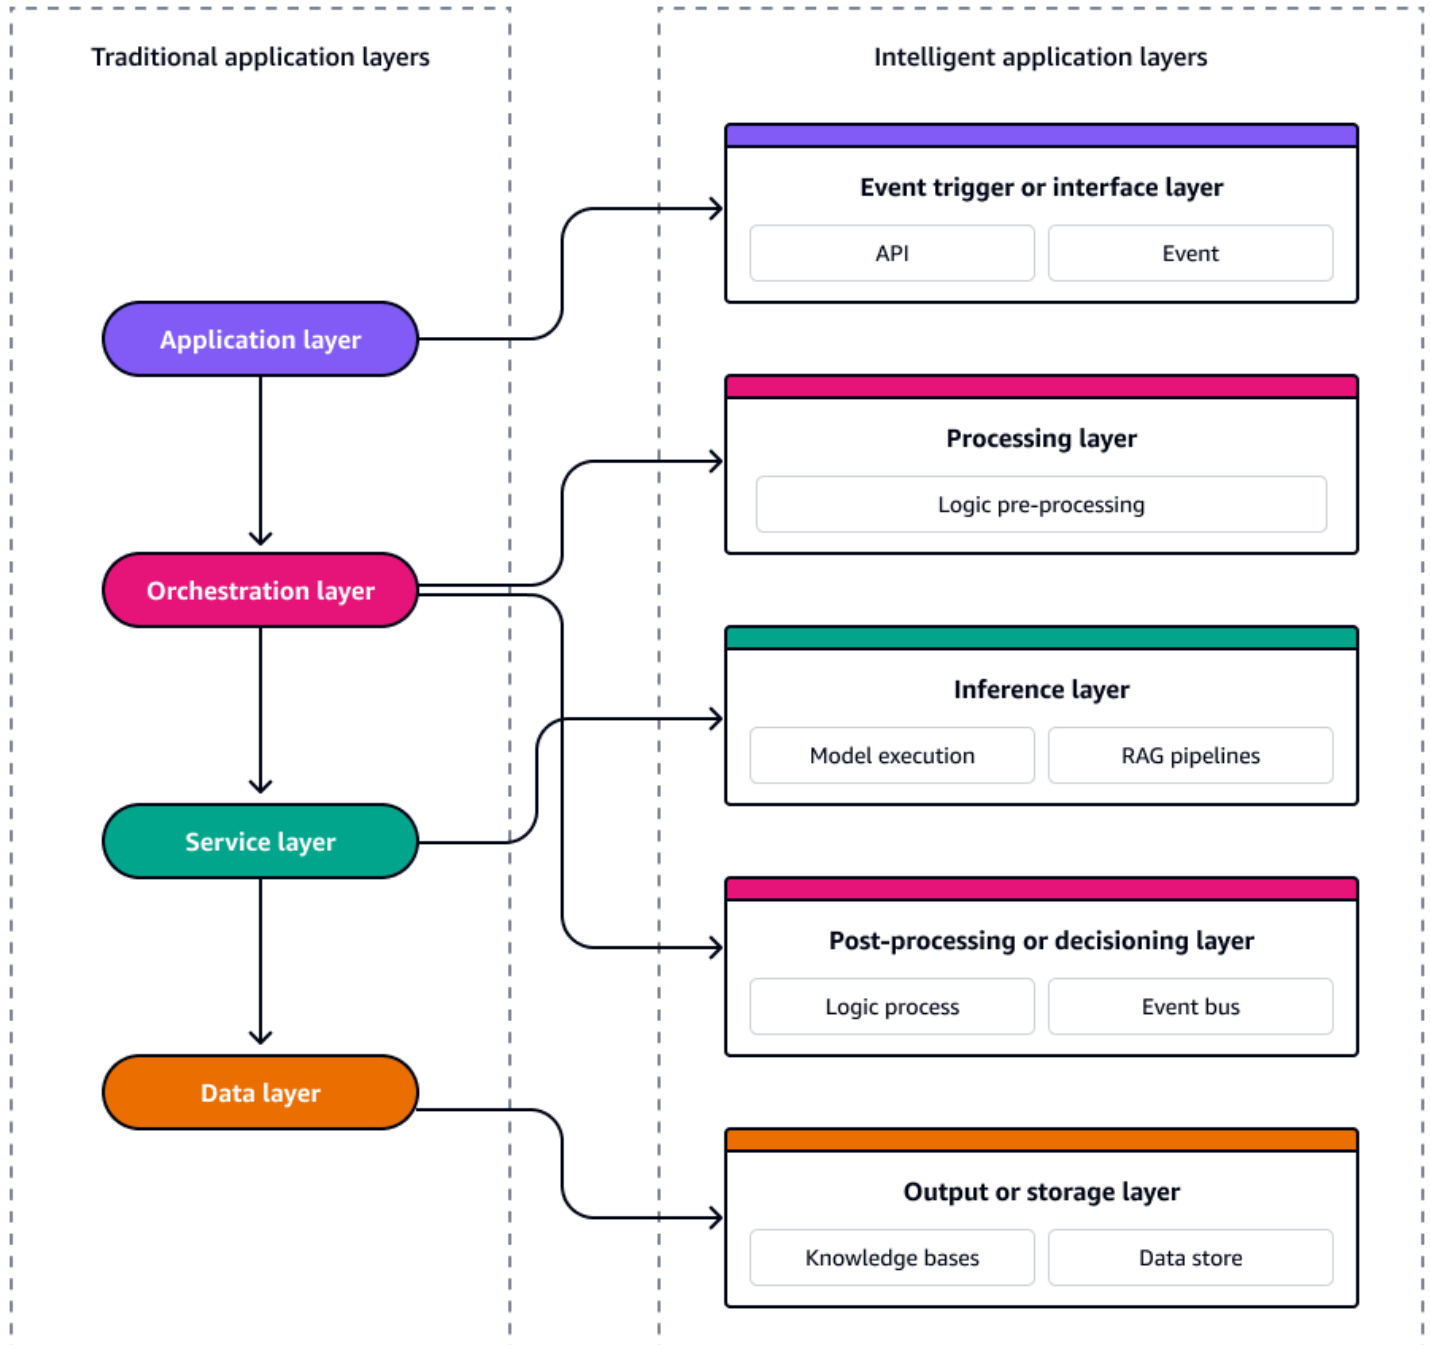 Traditional application layers
Application layer
Orchestration layer
Service layer
Data layer
Intelligent application layers
Event trigger or interface layer
API
Event
Processing layer
Logic pre-processing
Inference layer
Model execution
RAG pipelines
Post-processing or decisioning layer
Logic process
Event bus
Output or storage layer
Knowledge bases
Data store